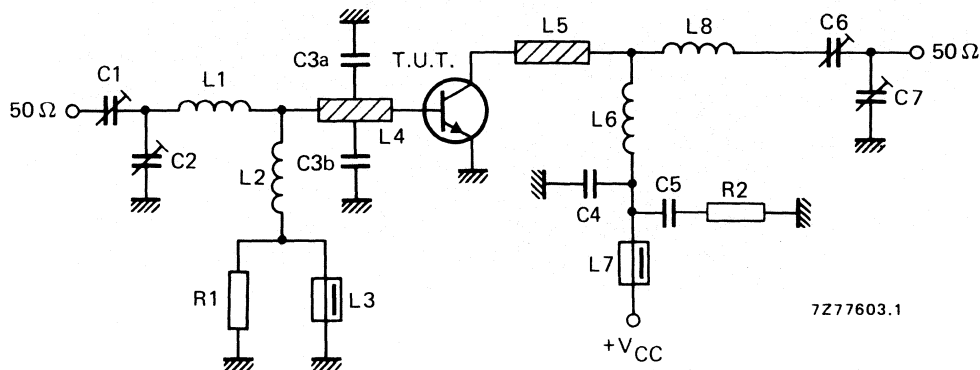 L5
L8
C6
C3a
T.U.T.
50 Ω
C1
L1
50 Ω
L6
C7
L4
C2
L2
C3b
C5
R2
C4
L7
R1
L3
7Z77603.1
+VCC